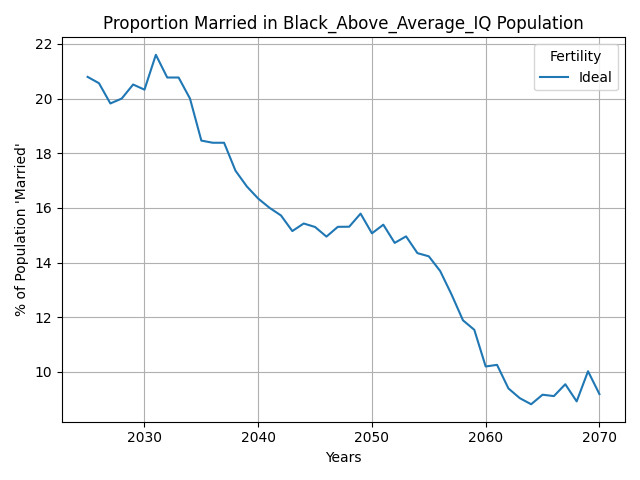 Proportion Married in Black_Above_Average_IQ Population
Fertility
Ideal
% of Population 'Married'
22
20
18
16
14
12
10
2030 2040 2050 2060 2070
Years